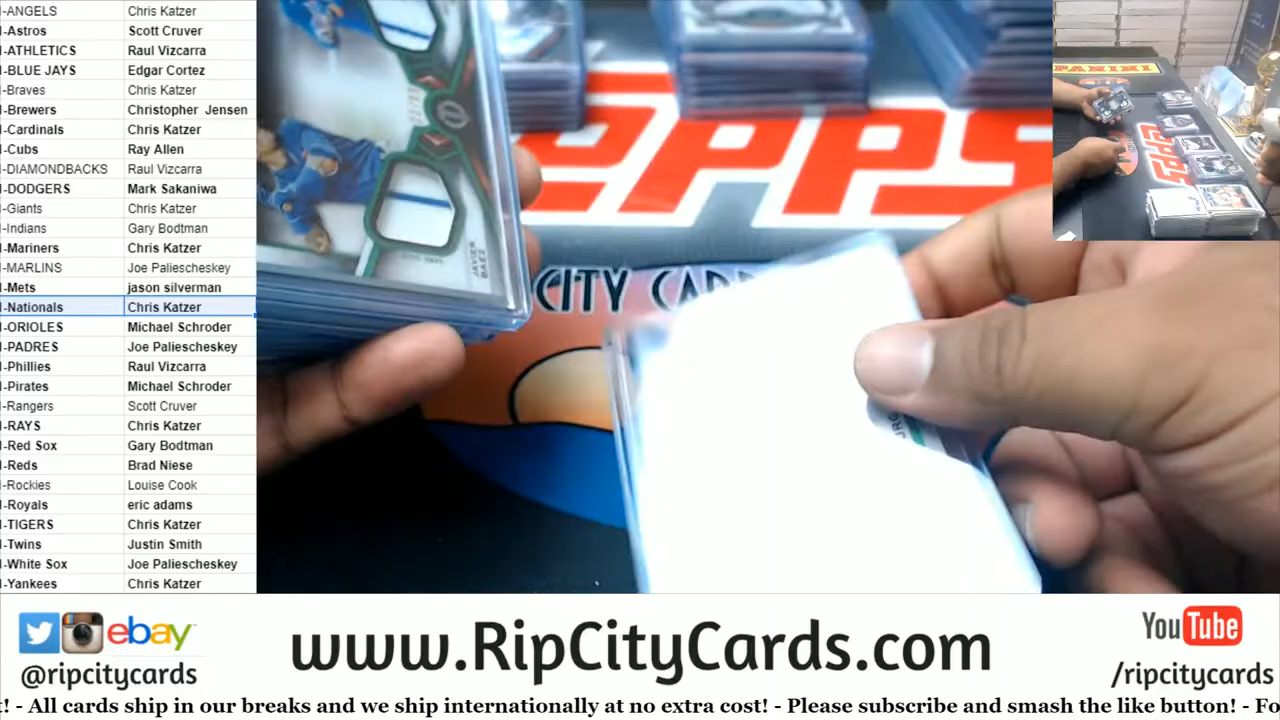 I-ANGELS Chris Katzer
I-Astros Scott Cruver
I-ATHLETICS Raul Vizcarra
I-BLUE JAYS Edgar Cortez
I-Braves Chris Katzer
I-Brewers Christopher Jensen
I-Cardinals Chris Katzer
I-Cubs Ray Allen
I-DIAMONDBACKS Raul Vizcarra
I-DODGERS Mark Sakaniwa
I-Giants Chris Katzer
I-Indians Gary Bodtman
I-Mariners Chris Katzer
I-MARLINS Joe Paliescheskey
I-Mets jason silverman
I-Nationals Chris Katzer
I-ORIOLES Michael Schroder
I-PADRES Joe Paliescheskey
I-Phillies Raul Vizcarra
I-Pirates Michael Schroder
I-Rangers Scott Cruver
I-RAYS Chris Katzer
I-Red Sox Gary Bodtman
I-Reds Brad Niese
I-Rockies Louise Cook
I-Royals eric adams
I-TIGERS Chris Katzer
I-Twins Justin Smith
I-White Sox Joe Paliescheskey
I-Yankees Chris Katzer
JAVIER
BAEZ
TOPPS
CITY CARDS
PANINI
ebay
@ripcitycards
www.RipCityCards.com
YouTube
/ripcitycards
t! - All cards ship in our breaks and we ship internationally at no extra cost! - Please subscribe and smash the like button! - Fo